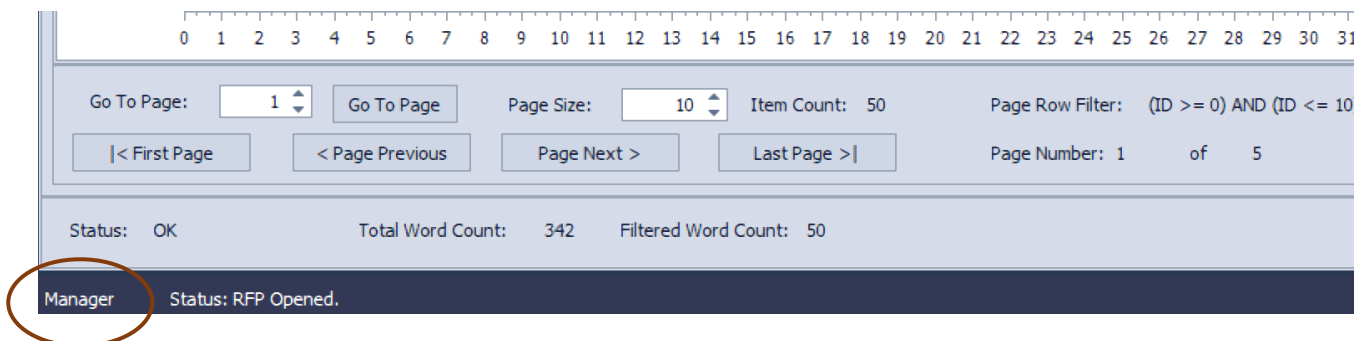 0 1 2 3 4 5 6 7 8 9 10 11 12 13 14 15 16 17 18 19 20 21 22 23 24 25 26 27 28 29 30 31
Go To Page: 1 Go To Page Page Size: 10 Item Count: 50 Page Row Filter: (ID >= 0) AND (ID <= 10)
|< First Page < Page Previous Page Next > Last Page >| Page Number: 1 of 5
Status: OK Total Word Count: 342 Filtered Word Count: 50
Manager Status: RFP Opened.